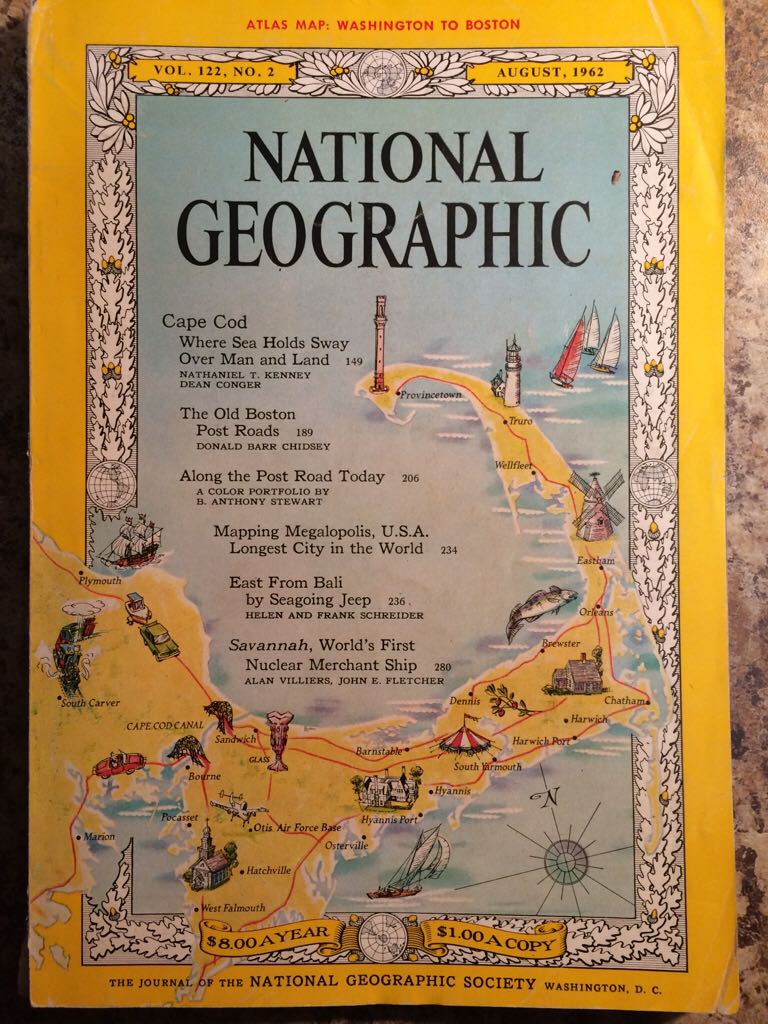 ATLAS MAP: WASHINGTON TO BOSTON
VOL. 122, NO. 2
AUGUST, 1962
NATIONAL
GEOGRAPHIC
Cape Cod
Where Sea Holds Sway
Over Man and Land 149
NATHANIEL T. KENNEY
DEAN CONGER
The Old Boston
Post Roads 189
DONALD BARR CHIDSEY
Along the Post Road Today 206
A COLOR PORTFOLIO BY
B. ANTHONY STEWART
Mapping Megalopolis, U.S.A.
Longest City in the World 234
East From Bali
by Seagoing Jeep 236
HELEN AND FRANK SCHREIDER
Savannah, World's First
Nuclear Merchant Ship 280
ALAN VILLIERS, JOHN E. FLETCHER
Provincetown
Truro
Wellfleet
Eastham
Orleans
Brewster
Plymouth
South Carver
Dennis
Chatham
Harwich
CAPE COD CANAL
Sandwich
Harwich Port
Barnstable
GLASS
South Yarmouth
Bourne
Hyannis
N
Pocasset
Hyannis Port
Otis Air Force Base
Marion
Osterville
Hatchville
West Falmouth
$8.00 A YEAR
$1.00 A COPY
THE JOURNAL OF THE NATIONAL GEOGRAPHIC SOCIETY WASHINGTON, D. C.